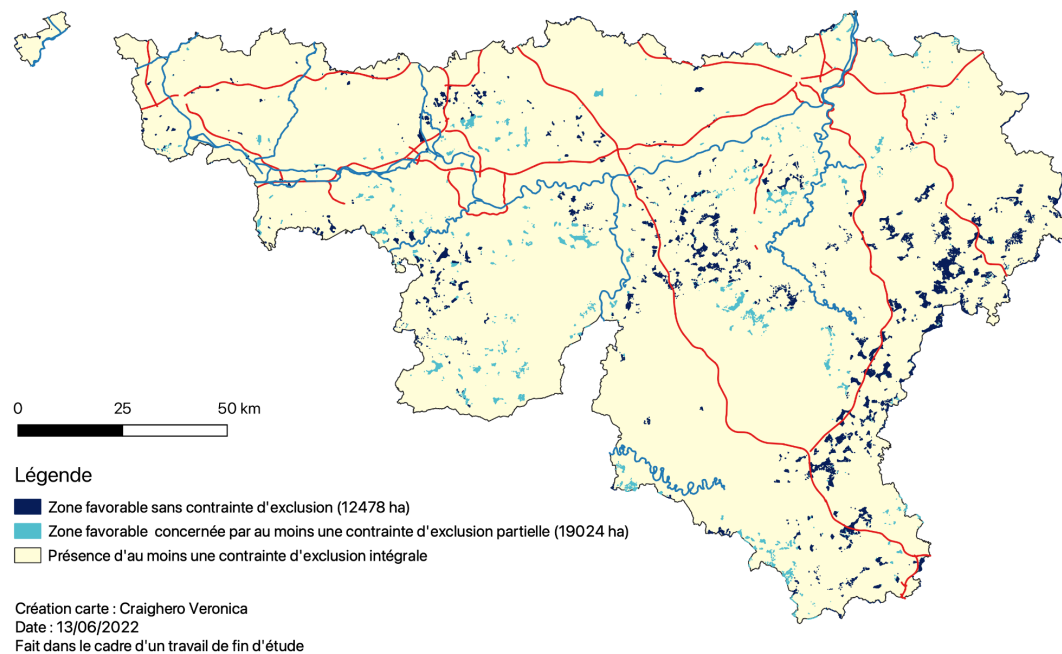 0 25 50 km
Légende
Zone favorable sans contrainte d'exclusion (12478 ha)
Zone favorable concernée par au moins une contrainte d'exclusion partielle (19024 ha)
Présence d'au moins une contrainte d'exclusion intégrale
Création carte : Craighero Veronica
Date : 13/06/2022
Fait dans le cadre d'un travail de fin d'étude